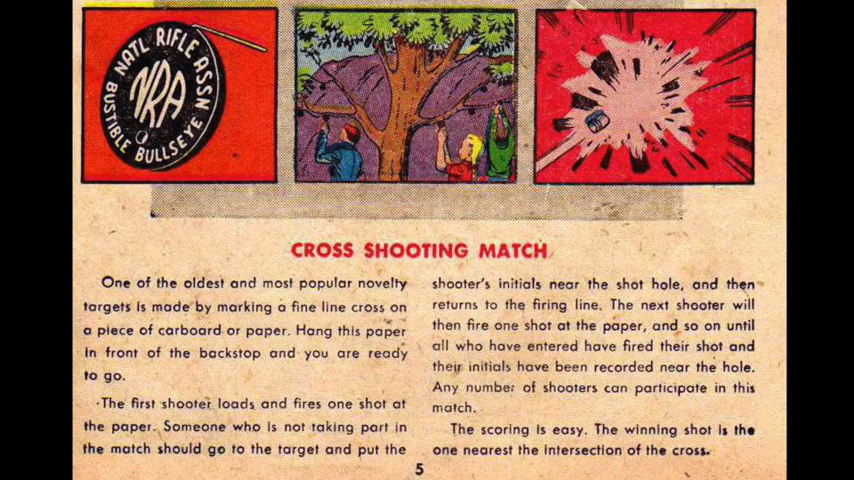 NATL RIFLE ASSN
NRA
BUSTIBLE BULLSEYE
CROSS SHOOTING MATCH
One of the oldest and most popular novelty
targets is made by marking a fine line cross on
a piece of carboard or paper. Hang this paper
in front of the backstop and you are ready
to go.
The first shooter loads and fires one shot at
the paper. Someone who is not taking part in
the match should go to the target and put the
shooter's initials near the shot hole, and then
returns to the firing line. The next shooter will
then fire one shot at the paper, and so on until
all who have entered have fired their shot and
their initials have been recorded near the hole.
Any number of shooters can participate in this
match.
The scoring is easy. The winning shot is the
one nearest the intersection of the cross.
5